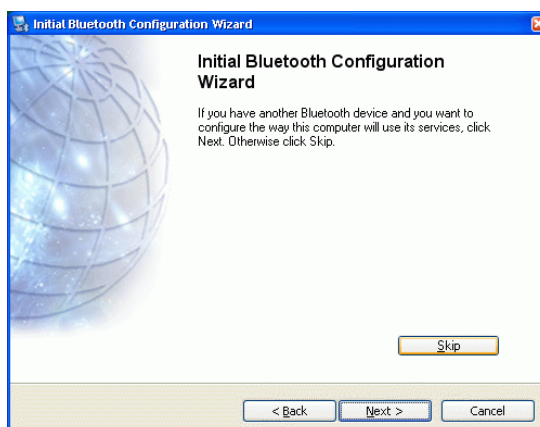 Initial Bluetooth Configuration Wizard
Initial Bluetooth Configuration
Wizard
If you have another Bluetooth device and you want to
configure the way this computer will use its services, click
Next. Otherwise click Skip.
Skip
< Back
Next >
Cancel